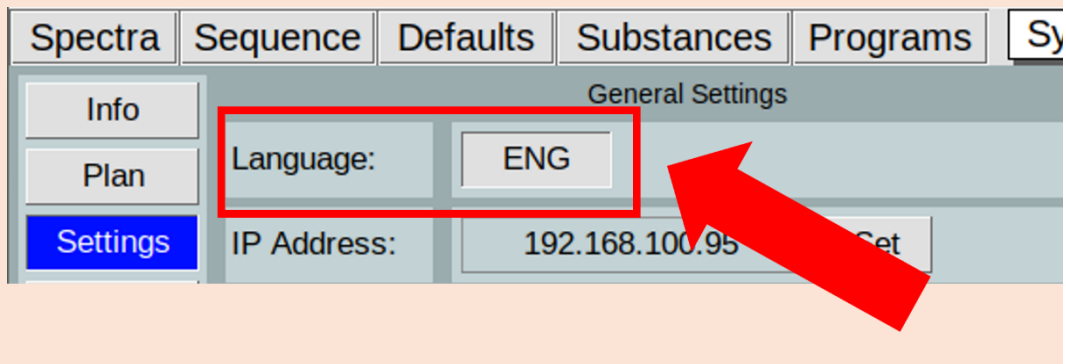 Spectra Sequence Defaults Substances Programs Sy
Info
General Settings
Plan
Language: ENG
Settings
IP Address: 192.168.100.95 Set